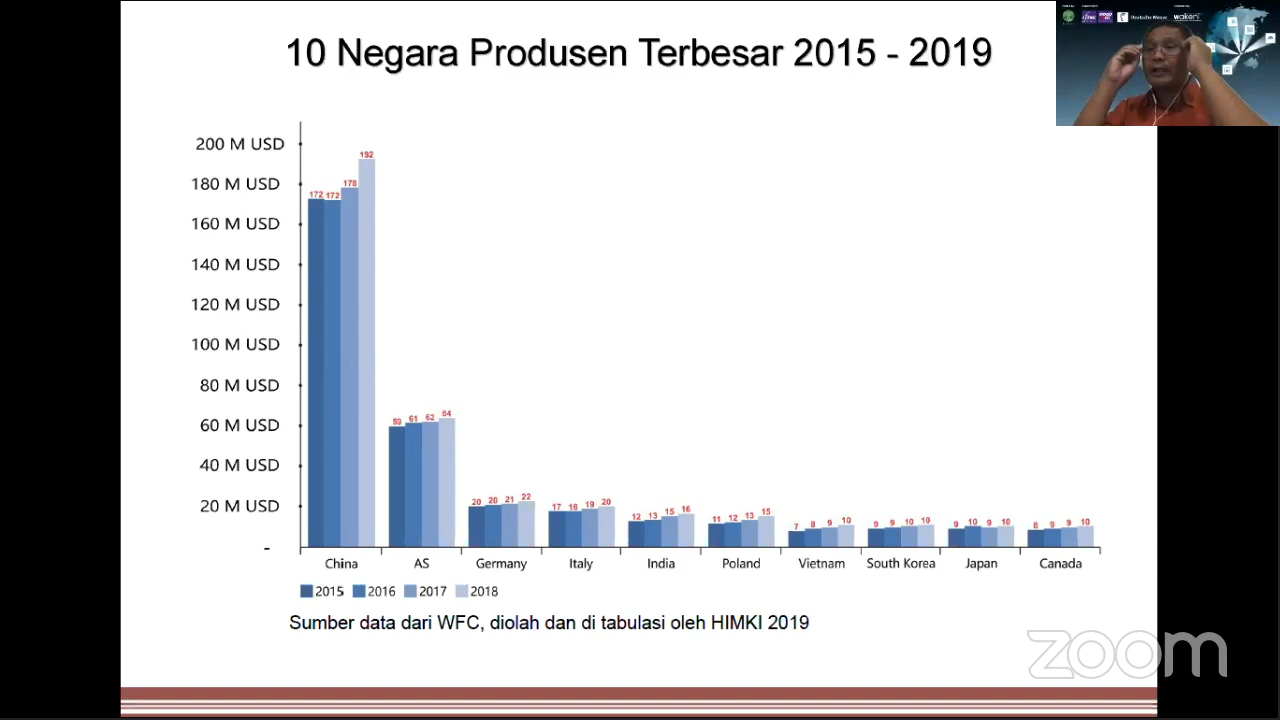 10 Negara Produsen Terbesar 2015 - 2019
Deutsche Messe
wakeni
200 M USD
180 M USD
160 M USD
140 M USD
120 M USD
100 M USD
80 M USD
60 M USD
40 M USD
20 M USD
-
172 172 178 192
59 61 62 64
20 20 21 22
17 18 19 20
12 13 15 16
11 12 13 15
7 8 9 10
9 9 10 10
9 10 9 10
8 9 9 10
China AS Germany Italy India Poland Vietnam South Korea Japan Canada
2015 2016 2017 2018
Sumber data dari WFC, diolah dan di tabulasi oleh HIMKI 2019
zoom